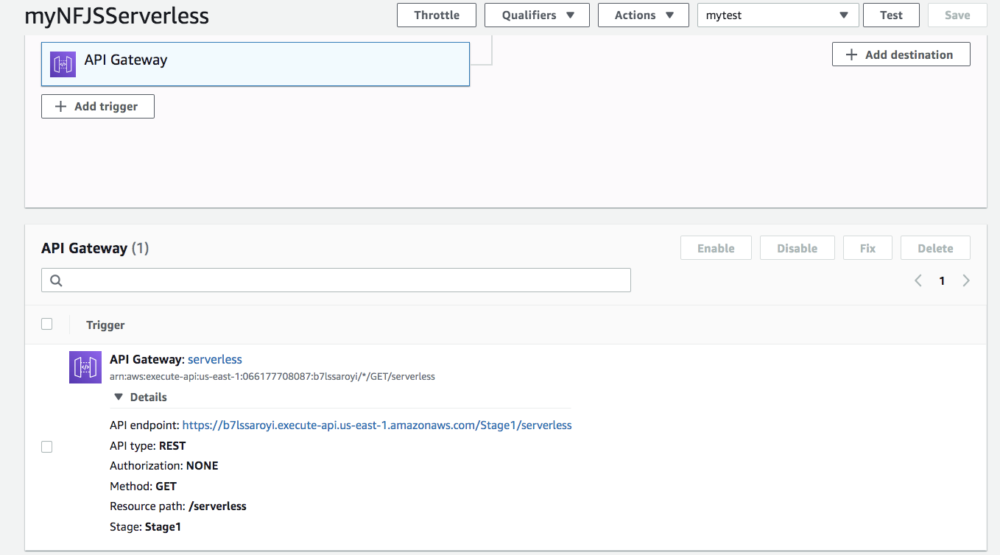 myNFJSServerless
Throttle
Qualifiers
Actions
mytest
Test
Save
API Gateway
Add destination
Add trigger
API Gateway (1)
Enable
Disable
Fix
Delete
1
Trigger
API Gateway: serverless
arn:aws:execute-api:us-east-1:066177708087:b7lssaroyi/*/GET/serverless
Details
API endpoint: https://b7lssaroyi.execute-api.us-east-1.amazonaws.com/Stage1/serverless
API type: REST
Authorization: NONE
Method: GET
Resource path: /serverless
Stage: Stage1